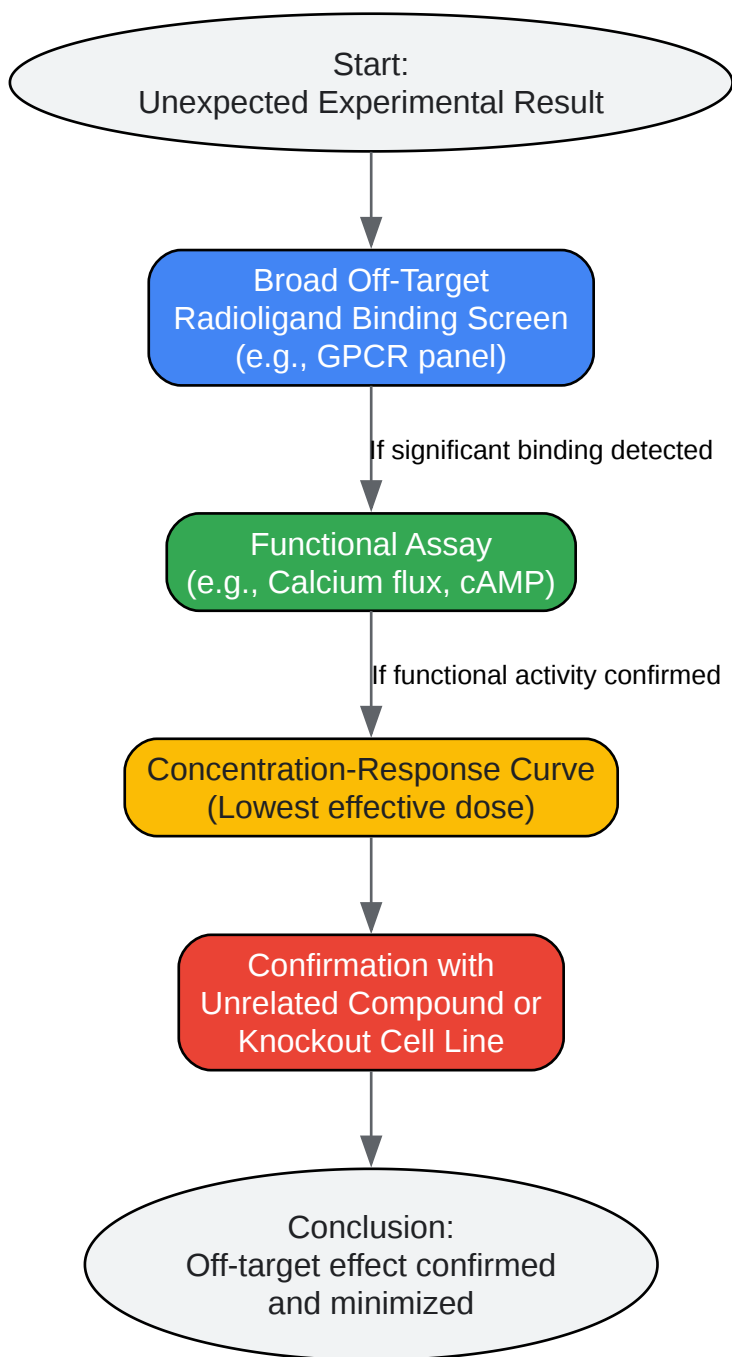 Start:
Unexpected Experimental Result
Broad Off-Target
Radioligand Binding Screen
(e.g., GPCR panel)
If significant binding detected
Functional Assay
(e.g., Calcium flux, cAMP)
If functional activity confirmed
Concentration-Response Curve
(Lowest effective dose)
Confirmation with
Unrelated Compound or
Knockout Cell Line
Conclusion:
Off-target effect confirmed
and minimized